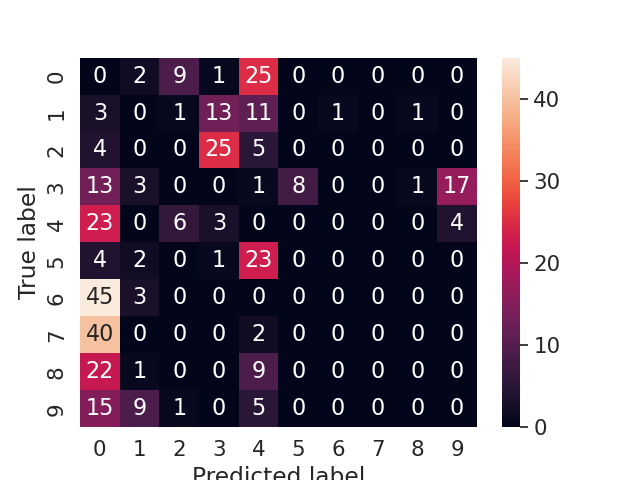 0 0 2 9 1 25 0 0 0 0 0
1 3 0 1 13 11 0 1 0 1 0
2 4 0 0 25 5 0 0 0 0 0
3 13 3 0 0 1 8 0 0 1 17
4 23 0 6 3 0 0 0 0 0 4
5 4 2 0 1 23 0 0 0 0 0
6 45 3 0 0 0 0 0 0 0 0
7 40 0 0 0 2 0 0 0 0 0
8 22 1 0 0 9 0 0 0 0 0
9 15 9 1 0 5 0 0 0 0 0
0 1 2 3 4 5 6 7 8 9
Predicted label
True label
40
30
20
10
0